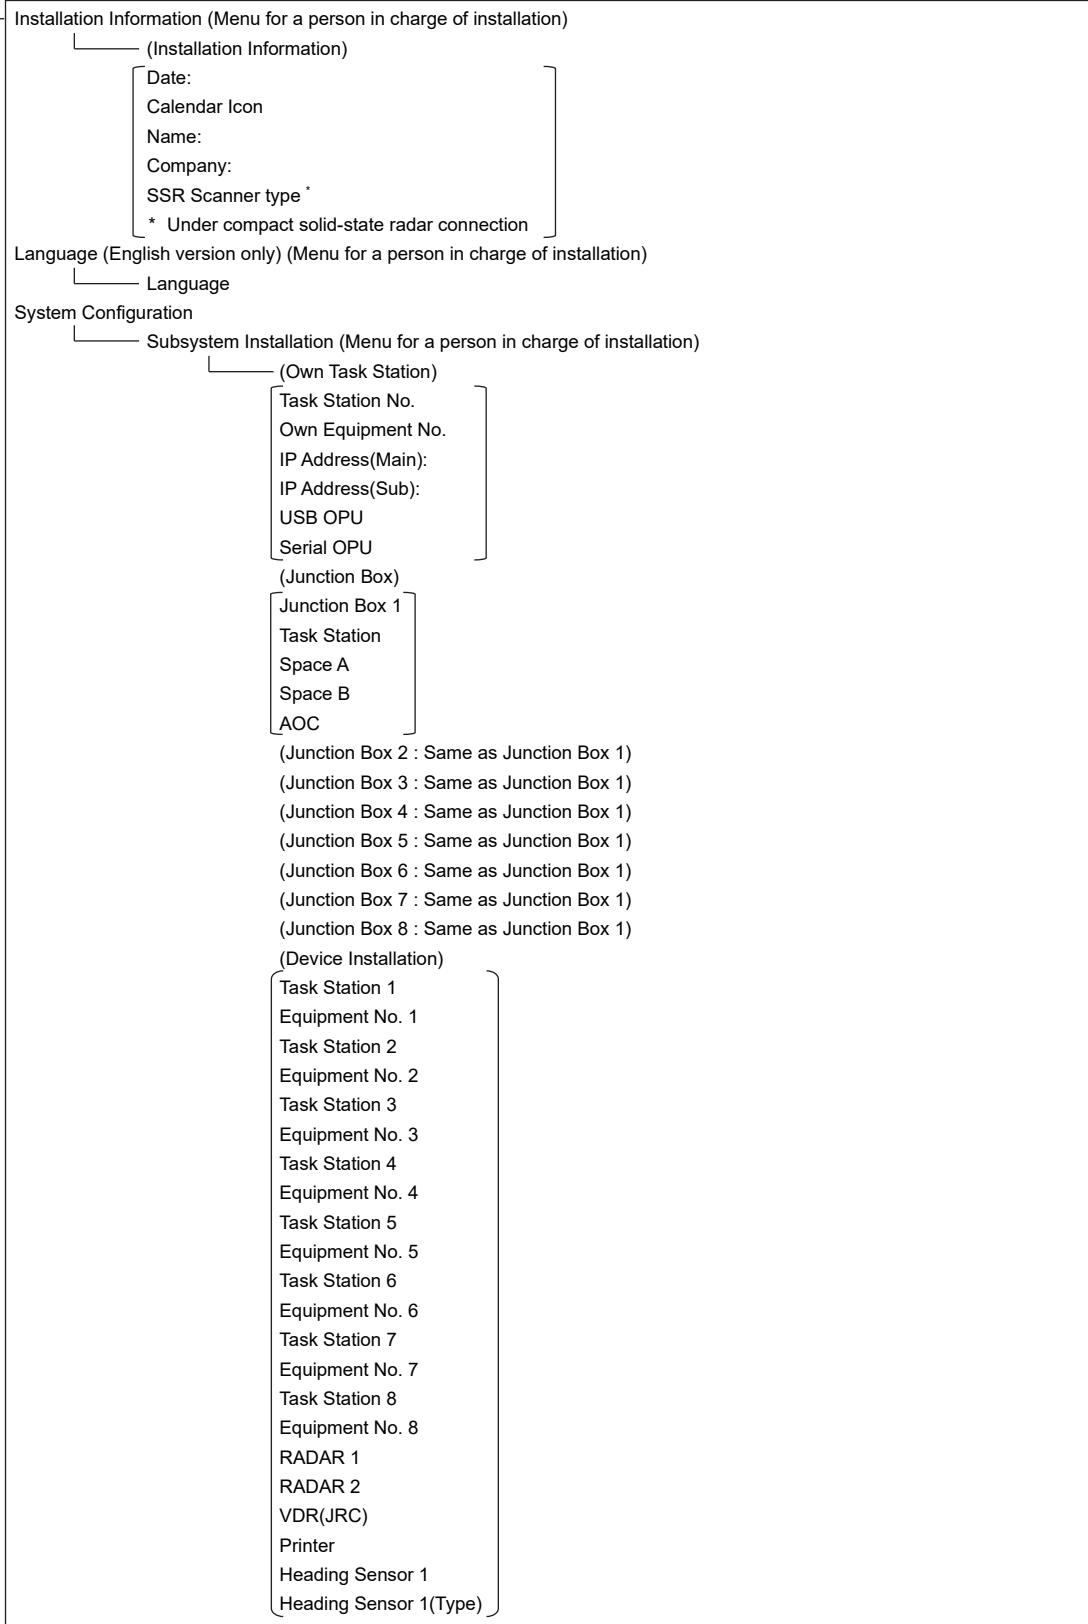 Installation Information (Menu for a person in charge of installation)
(Installation Information)
Date:
Calendar Icon
Name:
Company:
SSR Scanner type *
* Under compact solid-state radar connection
Language (English version only) (Menu for a person in charge of installation)
Language
System Configuration
Subsystem Installation (Menu for a person in charge of installation)
(Own Task Station)
Task Station No.
Own Equipment No.
IP Address(Main):
IP Address(Sub):
USB OPU
Serial OPU
(Junction Box)
Junction Box 1
Task Station
Space A
Space B
AOC
(Junction Box 2 : Same as Junction Box 1)
(Junction Box 3 : Same as Junction Box 1)
(Junction Box 4 : Same as Junction Box 1)
(Junction Box 5 : Same as Junction Box 1)
(Junction Box 6 : Same as Junction Box 1)
(Junction Box 7 : Same as Junction Box 1)
(Junction Box 8 : Same as Junction Box 1)
(Device Installation)
Task Station 1
Equipment No. 1
Task Station 2
Equipment No. 2
Task Station 3
Equipment No. 3
Task Station 4
Equipment No. 4
Task Station 5
Equipment No. 5
Task Station 6
Equipment No. 6
Task Station 7
Equipment No. 7
Task Station 8
Equipment No. 8
RADAR 1
RADAR 2
VDR(JRC)
Printer
Heading Sensor 1
Heading Sensor 1(Type)